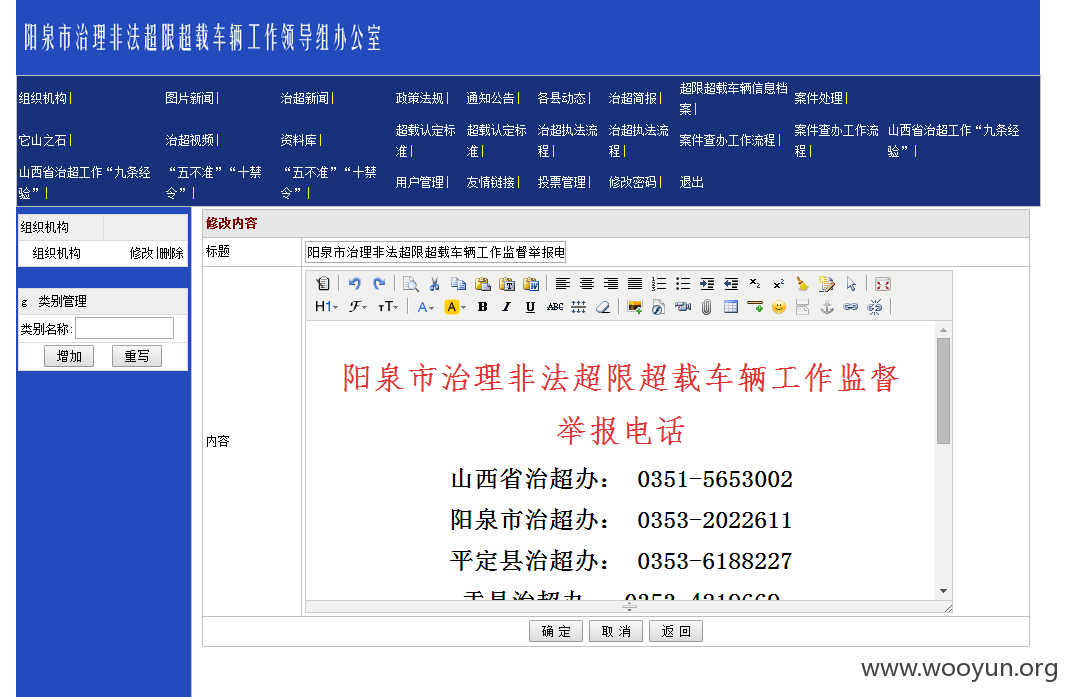 阳泉市治理非法超限超载车辆工作领导组办公室
组织机构| 图片新闻| 治超新闻| 政策法规| 通知公告| 各县动态| 治超简报| 超限超载车辆信息档案| 案件处理|
它山之石| 治超视频| 资料库| 超载认定标准| 超载认定标准| 治超执法流程| 治超执法流程| 案件查办工作流程| 案件查办工作流程| 山西省治超工作“九条经验”|
山西省治超工作“九条经验”| “五不准”“十禁令”| “五不准”“十禁令”| 用户管理| 友情链接| 投票管理| 修改密码| 退出
组织机构
组织机构 修改|删除
g 类别管理
类别名称:
增加 重写
修改内容
标题 阳泉市治理非法超限超载车辆工作监督举报电
H1 F TT A A B I U ABC
内容
阳泉市治理非法超限超载车辆工作监督
举报电话
山西省治超办： 0351-5653002
阳泉市治超办： 0353-2022611
平定县治超办： 0353-6188227
确 定 取 消 返 回
www.wooyun.org